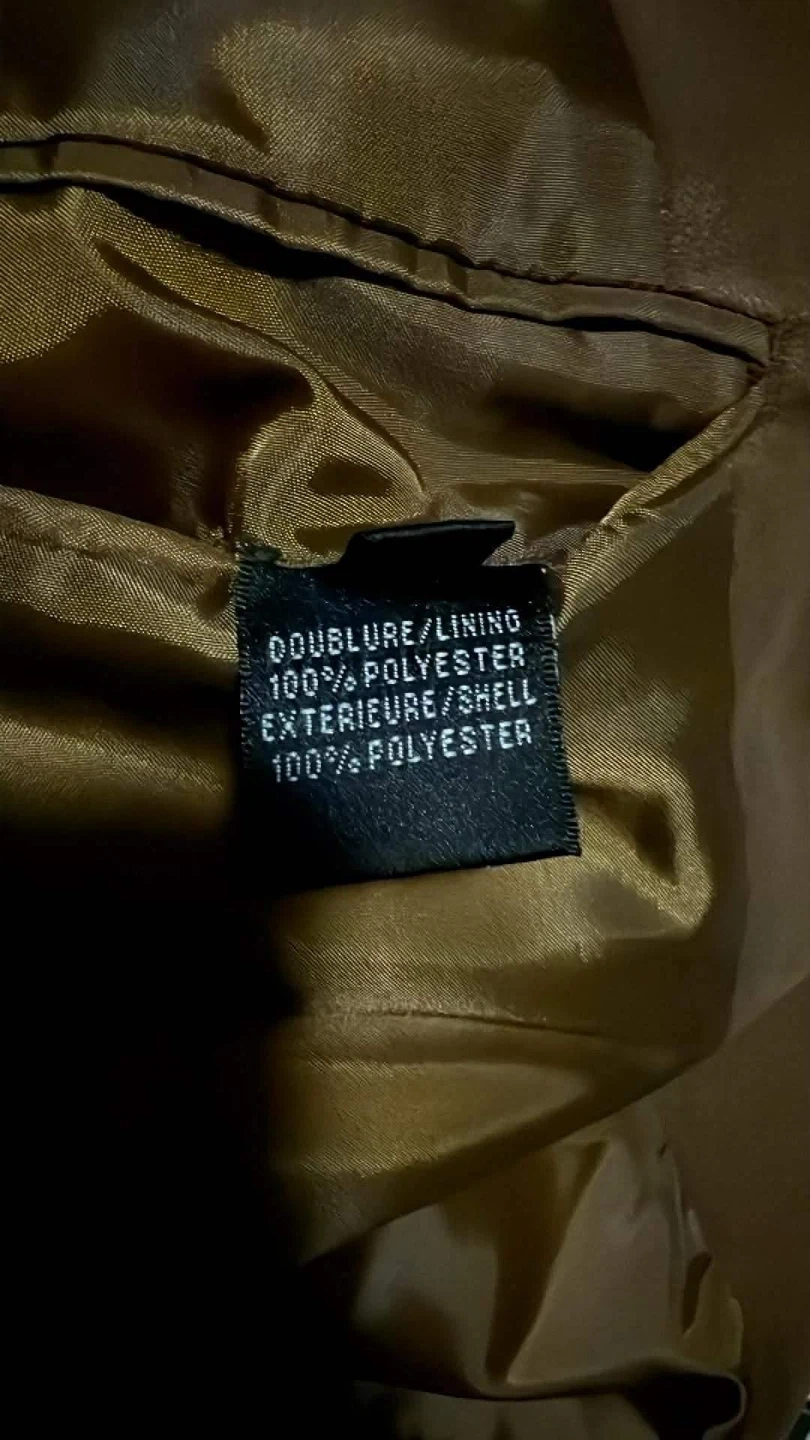 DOUBLURE/LINING
100% POLYESTER
EXTERIEURE/SHELL
100% POLYESTER